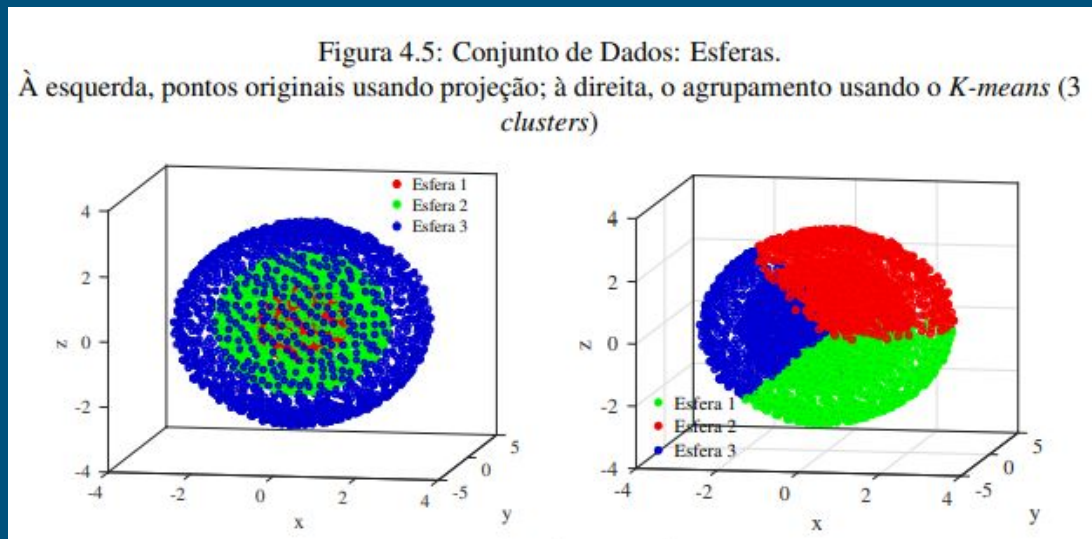 Figura 4.5: Conjunto de Dados: Esferas.
À esquerda, pontos originais usando projeção; à direita, o agrupamento usando o K-means (3
clusters)
Esfera 1
Esfera 2
Esfera 3
4
2
0
-2
-4
z
-4
-2
0
2
4
x
-5
0
5
y
4
2
0
-2
-4
z
Esfera 1
Esfera 2
Esfera 3
-4
-2
0
2
4
x
-5
0
5
y